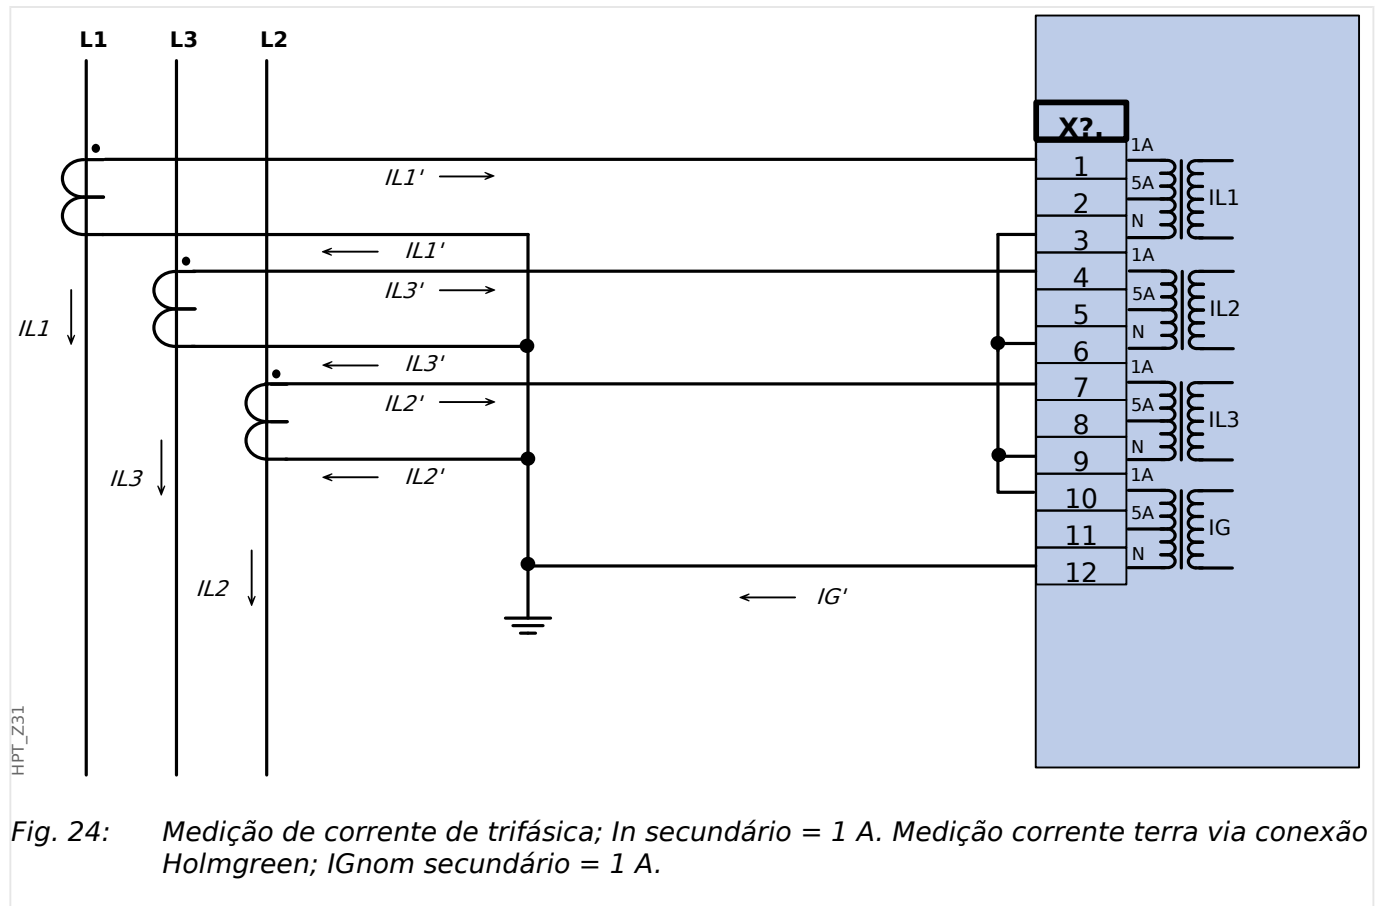 L1 L3 L2
X?.
1A
1
IL1'
5A
IL1
2
N
3
IL1'
1A
4
IL3'
5A
IL2
5
IL1
N
6
IL3'
1A
7
IL2'
5A
IL3
8
N
9
IL2'
IL3
1A
10
5A
IG
11
N
12
IL2
IG'
HPT_Z31
Fig. 24: Medição de corrente de trifásica; In secundário = 1 A. Medição corrente terra via conexão
Holmgreen; IGnom secundário = 1 A.